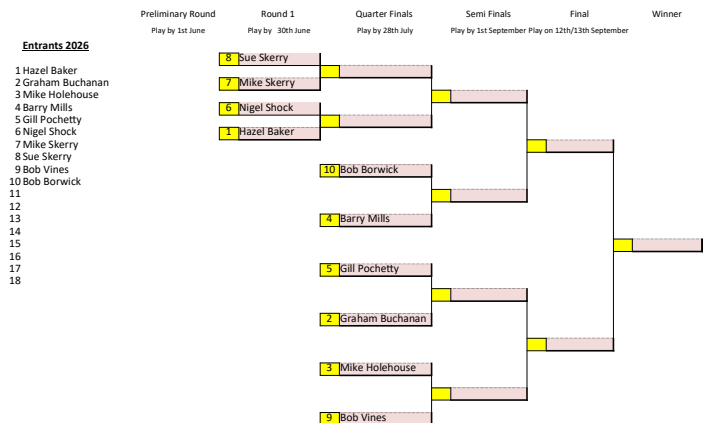 Preliminary Round Round 1 Quarter Finals Semi Finals Final Winner
Play by 1st June Play by 30th June Play by 28th July Play by 1st September Play on 12th/13th September
Entrants 2026
1 Hazel Baker
2 Graham Buchanan
3 Mike Holehouse
4 Barry Mills
5 Gill Pochetty
6 Nigel Shock
7 Mike Skerry
8 Sue Skerry
9 Bob Vines
10 Bob Borwick
11
12
13
14
15
16
17
18
8 Sue Skerry
7 Mike Skerry
6 Nigel Shock
1 Hazel Baker
10 Bob Borwick
4 Barry Mills
5 Gill Pochetty
2 Graham Buchanan
3 Mike Holehouse
9 Bob Vines